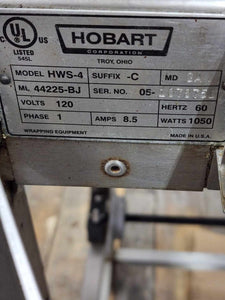 UL
LISTED
545L
HOBART
CORPORATION
TROY, OHIO
MODEL HWS-4 SUFFIX -C MD
ML 44225-BJ SER. NO. 05-
VOLTS 120 HERTZ 60
PHASE 1 AMPS 8.5 WATTS 1050
WRAPPING EQUIPMENT MADE IN U.S.A.